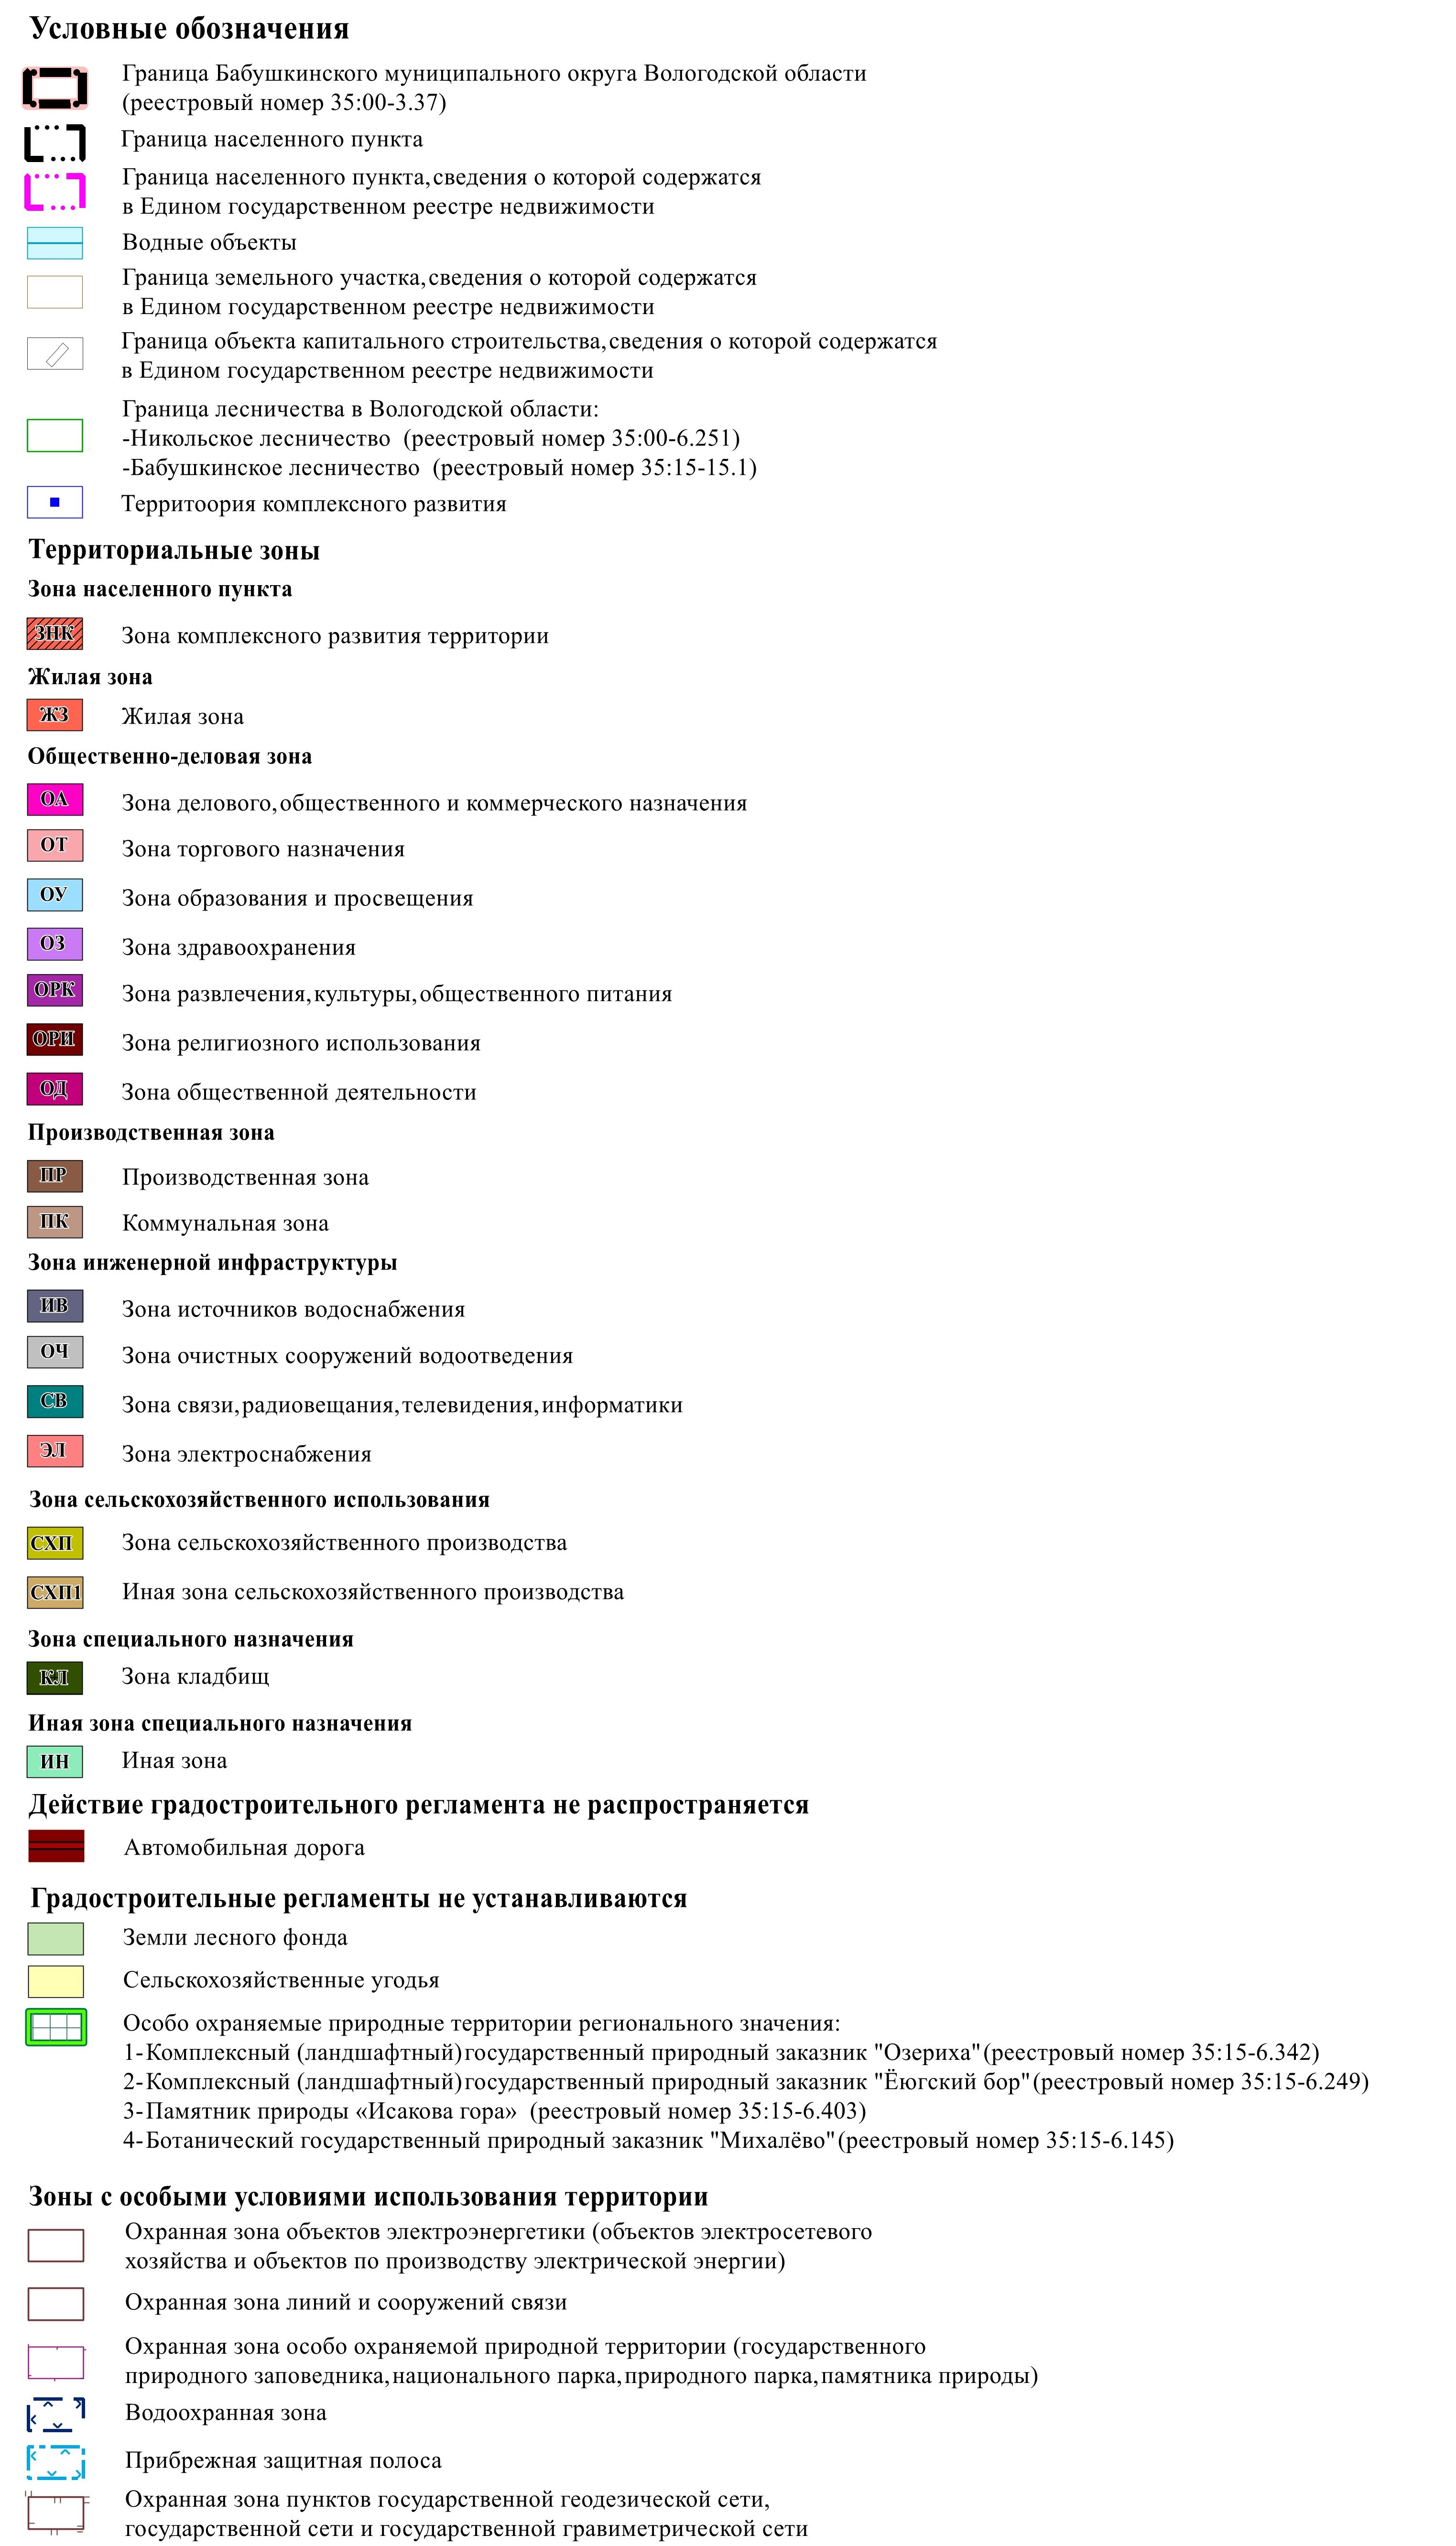 Условные обозначения
Граница Бабушкинского муниципального округа Вологодской области
(реестровый номер 35:00-3.37)
Граница населенного пункта
Граница населенного пункта, сведения о которой содержатся
в Едином государственном реестре недвижимости
Водные объекты
Граница земельного участка, сведения о которой содержатся
в Едином государственном реестре недвижимости
Граница объекта капитального строительства, сведения о которой содержатся
в Едином государственном реестре недвижимости
Граница лесничества в Вологодской области:
-Никольское лесничество (реестровый номер 35:00-6.251)
-Бабушкинское лесничество (реестровый номер 35:15-15.1)
Территоория комплексного развития
Территориальные зоны
Зона населенного пункта
ЗНК Зона комплексного развития территории
Жилая зона
ЖЗ Жилая зона
Общественно-деловая зона
ОА Зона делового, общественного и коммерческого назначения
ОТ Зона торгового назначения
ОУ Зона образования и просвещения
ОЗ Зона здравоохранения
ОРК Зона развлечения, культуры, общественного питания
ОРИ Зона религиозного использования
ОД Зона общественной деятельности
Производственная зона
ПР Производственная зона
ПК Коммунальная зона
Зона инженерной инфраструктуры
ИВ Зона источников водоснабжения
ОЧ Зона очистных сооружений водоотведения
СВ Зона связи, радиовещания, телевидения, информатики
ЭЛ Зона электроснабжения
Зона сельскохозяйственного использования
СХП Зона сельскохозяйственного производства
СХП1 Иная зона сельскохозяйственного производства
Зона специального назначения
КЛ Зона кладбищ
Иная зона специального назначения
ИН Иная зона
Действие градостроительного регламента не распространяется
Автомобильная дорога
Градостроительные регламенты не устанавливаются
Земли лесного фонда
Сельскохозяйственные угодья
Особо охраняемые природные территории регионального значения:
1-Комплексный (ландшафтный) государственный природный заказник "Озериха" (реестровый номер 35:15-6.342)
2-Комплексный (ландшафтный) государственный природный заказник "Ёюгский бор" (реестровый номер 35:15-6.249)
3-Памятник природы «Исакова гора» (реестровый номер 35:15-6.403)
4-Ботанический государственный природный заказник "Михалёво" (реестровый номер 35:15-6.145)
Зоны с особыми условиями использования территории
Охранная зона объектов электроэнергетики (объектов электросетевого
хозяйства и объектов по производству электрической энергии)
Охранная зона линий и сооружений связи
Охранная зона особо охраняемой природной территории (государственного
природного заповедника, национального парка, природного парка, памятника природы)
Водоохранная зона
Прибрежная защитная полоса
Охранная зона пунктов государственной геодезической сети,
государственной сети и государственной гравиметрической сети